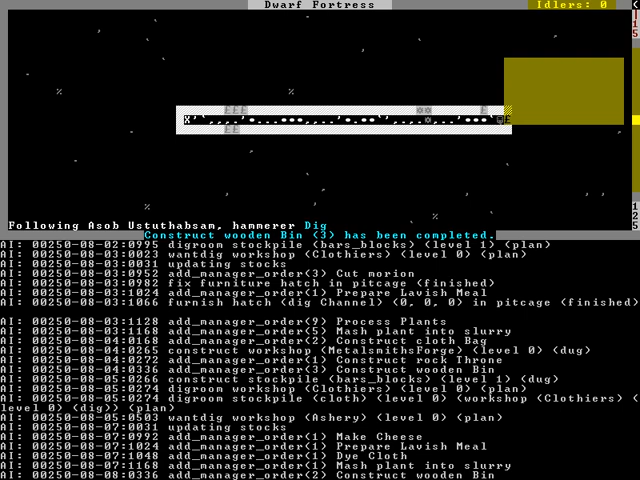 Dwarf Fortress
Idlers: 0
Following Asob Ustuthabsam, hammerer Dig
Construct wooden Bin (3) has been completed.
AI: 00250-08-02:0995 digroom stockpile (bars_blocks) (level 1) (plan)
AI: 00250-08-03:0023 wantdig workshop (Clothiers) (level 0) (plan)
AI: 00250-08-03:0031 updating stocks
AI: 00250-08-03:0952 add_manager_order(3) Cut morion
AI: 00250-08-03:0982 fix furniture hatch in pitcage (finished)
AI: 00250-08-03:1024 add_manager_order(1) Prepare Lavish Meal
AI: 00250-08-03:1066 furnish hatch (dig Channel) (0, 0, 0) in pitcage (finished)
AI: 00250-08-03:1128 add_manager_order(9) Process Plants
AI: 00250-08-03:1168 add_manager_order(5) Mash plant into slurry
AI: 00250-08-04:0168 add_manager_order(2) Construct cloth Bag
AI: 00250-08-04:0265 construct workshop (MetalsmithsForge) (level 0) (dug)
AI: 00250-08-04:0272 add_manager_order(1) Construct rock Throne
AI: 00250-08-04:0336 add_manager_order(3) Construct wooden Bin
AI: 00250-08-05:0266 construct stockpile (bars_blocks) (level 1) (dug)
AI: 00250-08-05:0274 digroom workshop (Clothiers) (level 0) (plan)
AI: 00250-08-05:0274 digroom stockpile (cloth) (level 0) (workshop (Clothiers) (
level 0) (dig)) (plan)
AI: 00250-08-05:0503 wantdig workshop (Ashery) (level 0) (plan)
AI: 00250-08-07:0031 updating stocks
AI: 00250-08-07:0992 add_manager_order(1) Make Cheese
AI: 00250-08-07:1024 add_manager_order(1) Prepare Lavish Meal
AI: 00250-08-07:1048 add_manager_order(1) Dye Cloth
AI: 00250-08-07:1168 add_manager_order(1) Mash plant into slurry
AI: 00250-08-08:0336 add_manager_order(2) Construct wooden Bin